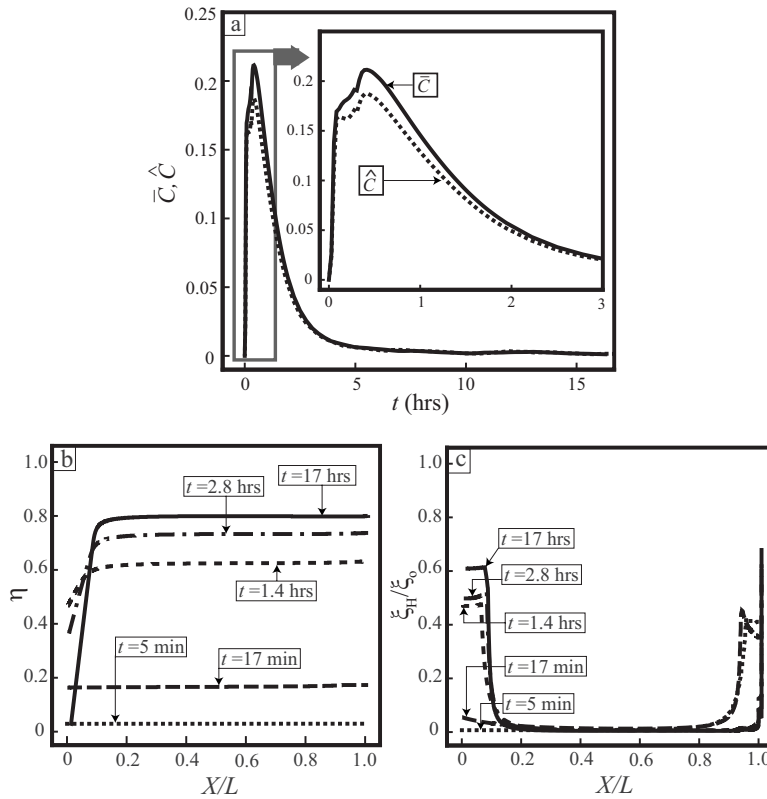 a
0.25
0.2
0.15
0.1
0.05
0
C̄, Ĉ
0.2
0.15
0.1
0.05
0
C̄
Ĉ
0 1 2 3
0 5 10 15
t (hrs)
b
1.0
0.8
0.6
0.4
0.2
0
η
t =2.8 hrs
t =17 hrs
t =1.4 hrs
t =5 min
t =17 min
0 0.2 0.4 0.6 0.8 1.0
X/L
c
1.0
0.8
0.6
0.4
0.2
0
ξH/ξo
t =17 hrs
t =2.8 hrs
t =1.4 hrs
t =17 min
t =5 min
0.0 0.2 0.4 0.6 0.8 1.0
X/L